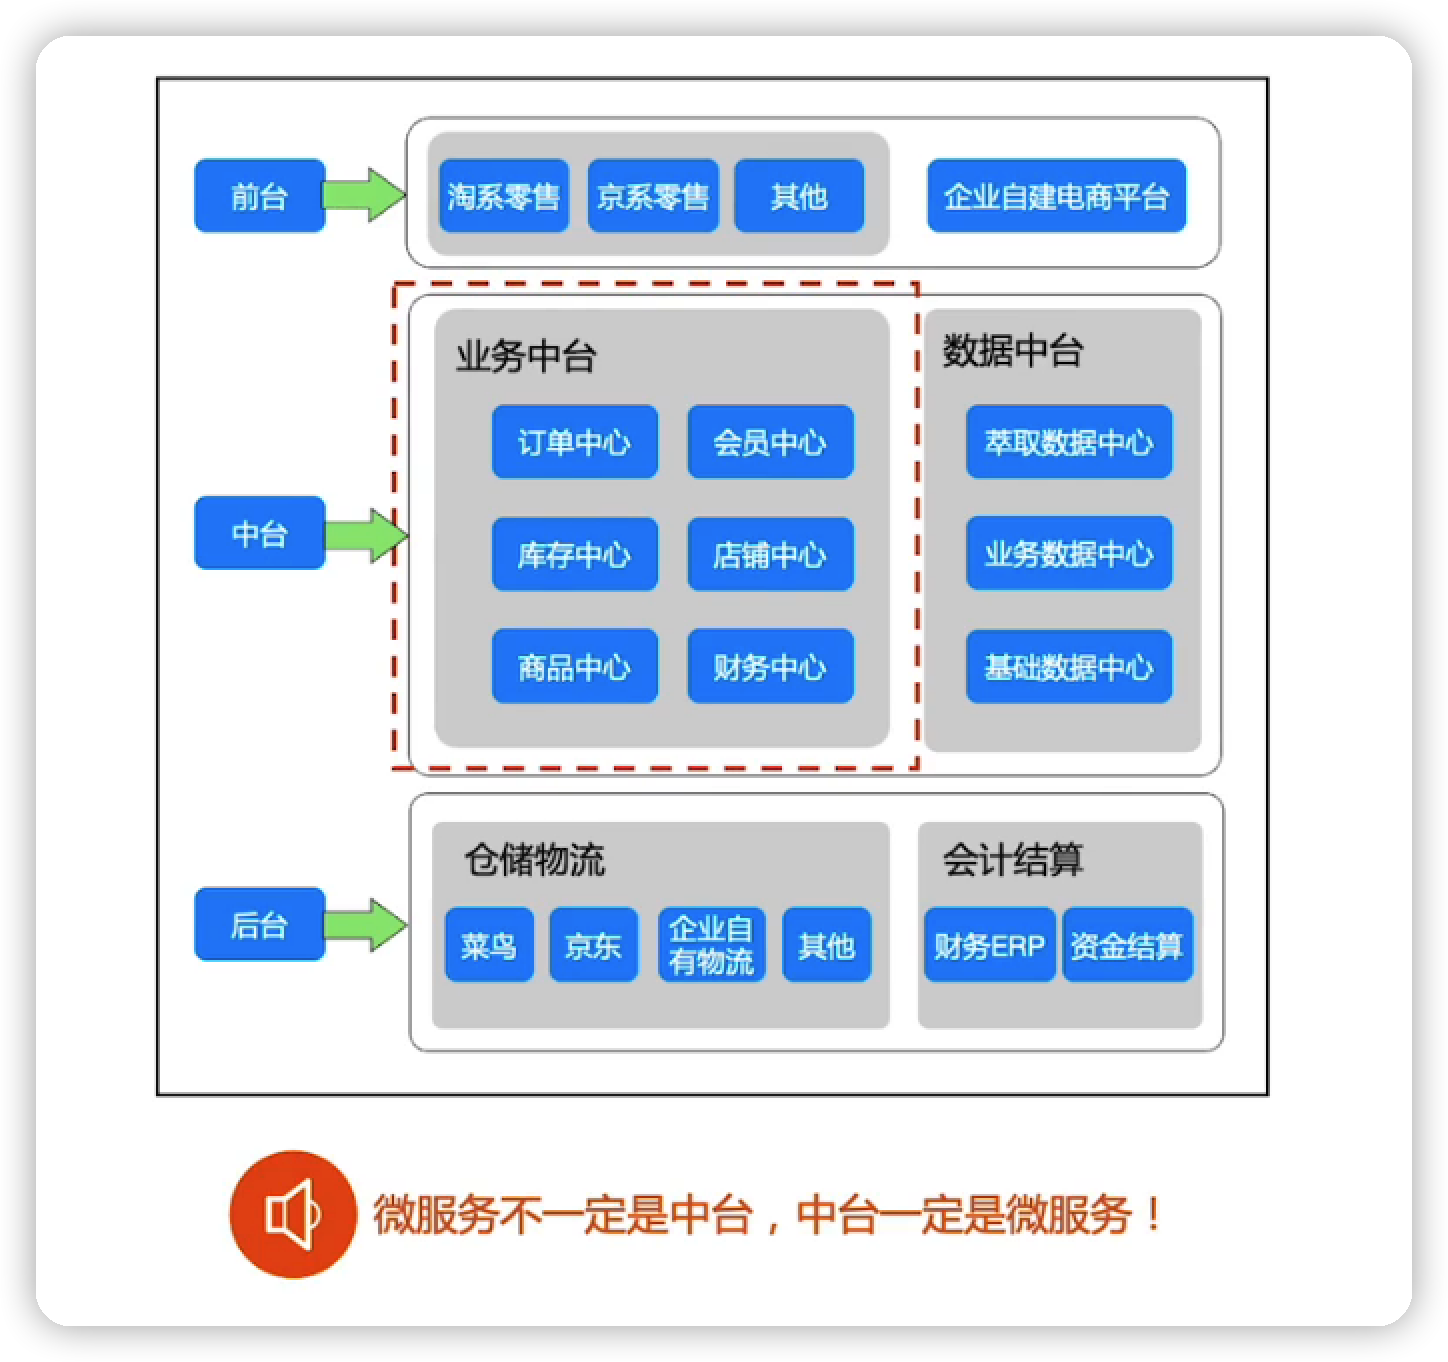 前台
淘系零售
京系零售
其他
企业自建电商平台
中台
业务中台
订单中心
会员中心
库存中心
店铺中心
商品中心
财务中心
数据中台
萃取数据中心
业务数据中心
基础数据中心
后台
仓储物流
菜鸟
京东
企业自
有物流
其他
会计结算
财务ERP
资金结算
微服务不一定是中台，中台一定是微服务！